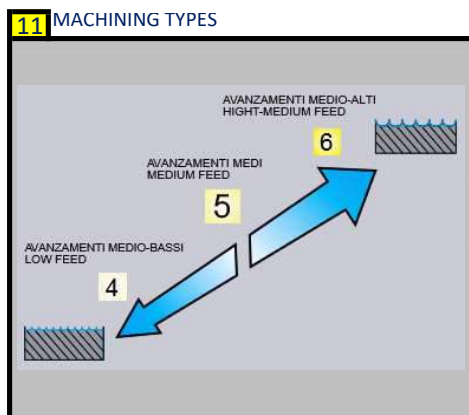 11 MACHINING TYPES
AVANZAMENTI MEDIO-ALTI
HIGHT-MEDIUM FEED
6
AVANZAMENTI MEDI
MEDIUM FEED
5
AVANZAMENTI MEDIO-BASSI
LOW FEED
4